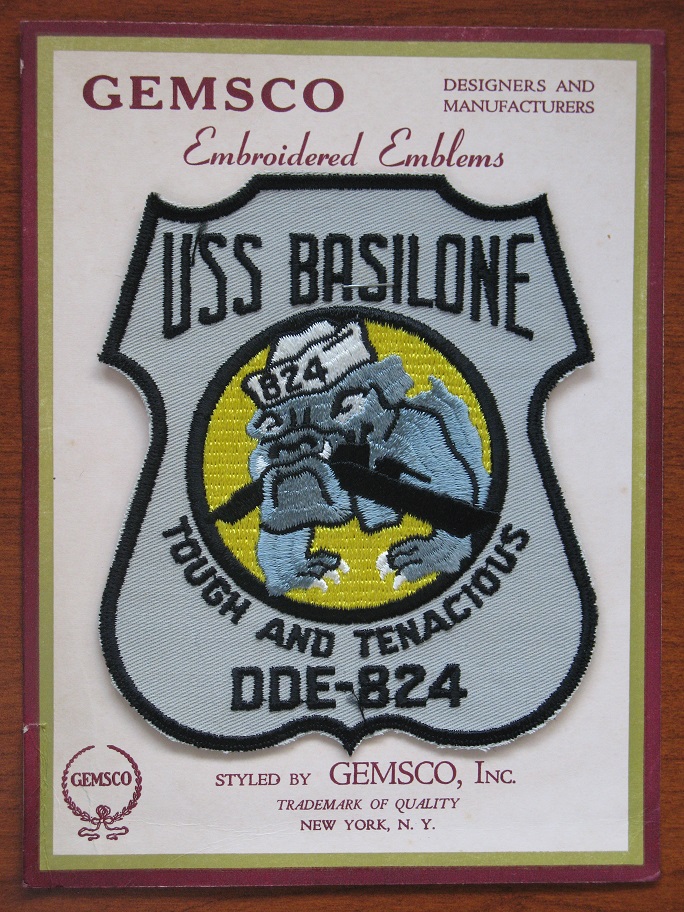 GEMSCO
DESIGNERS AND
MANUFACTURERS
Embroidered Emblems
USS BASILONE
824
TOUGH AND TENACIOUS
DDE-824
GEMSCO
STYLED BY GEMSCO, INC.
TRADEMARK OF QUALITY
NEW YORK, N. Y.